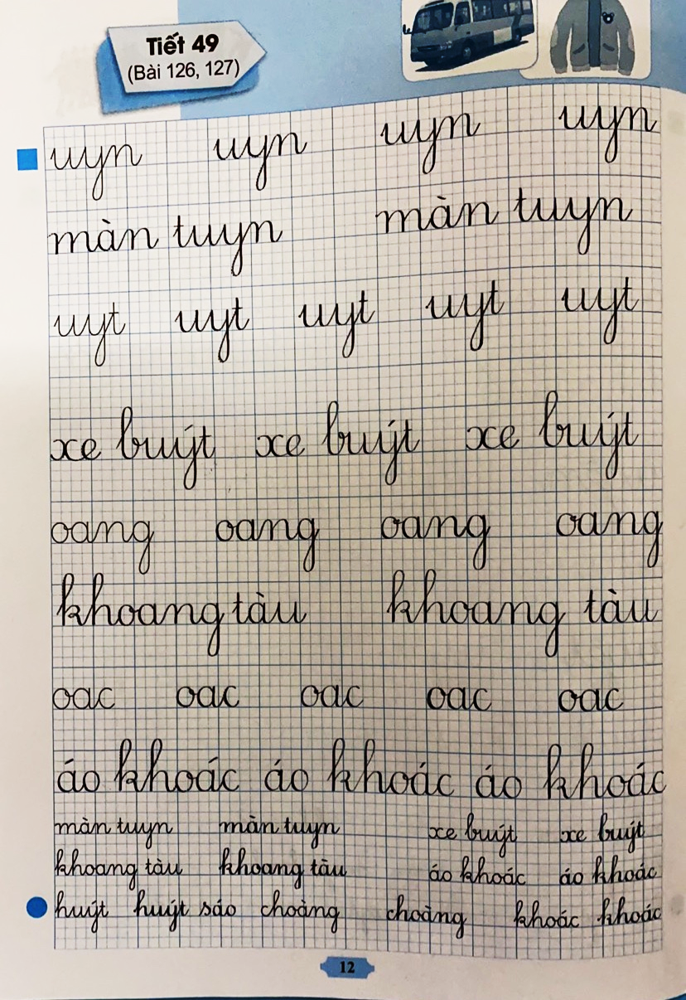 Tiết 49
(Bài 126, 127)
uyn uyn uyn uyn
màn tuyn màn tuyn
uyt uyt uyt uyt uyt
xe buýt xe buýt xe buýt
oang oang oang oang
khoang tàu khoang tàu
oac oac oac oac oac
áo khoác áo khoác áo khoác
màn tuyn màn tuyn xe buýt xe buýt
khoang tàu khoang tàu áo khoác áo khoác
huýt huýt sáo choàng choàng khoác khoác
12